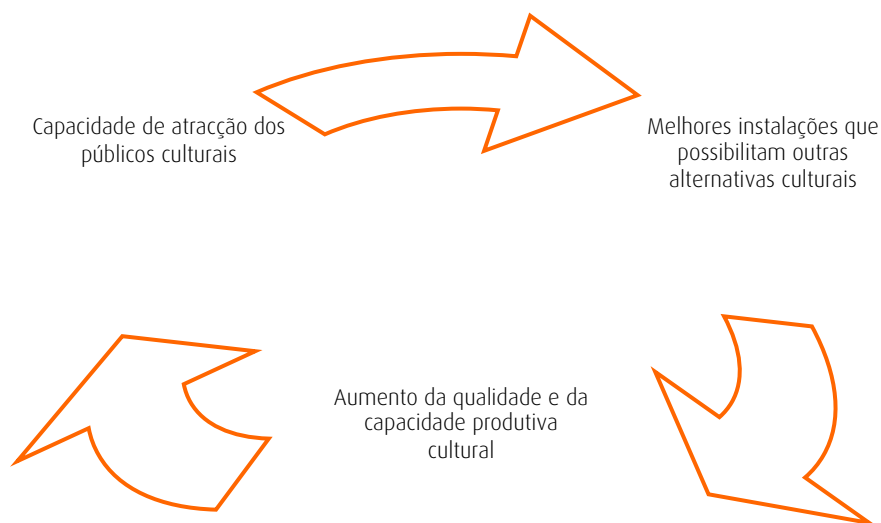 Capacidade de atracção dos
públicos culturais
Melhores instalações que
possibilitam outras
alternativas culturais
Aumento da qualidade e da
capacidade produtiva
cultural